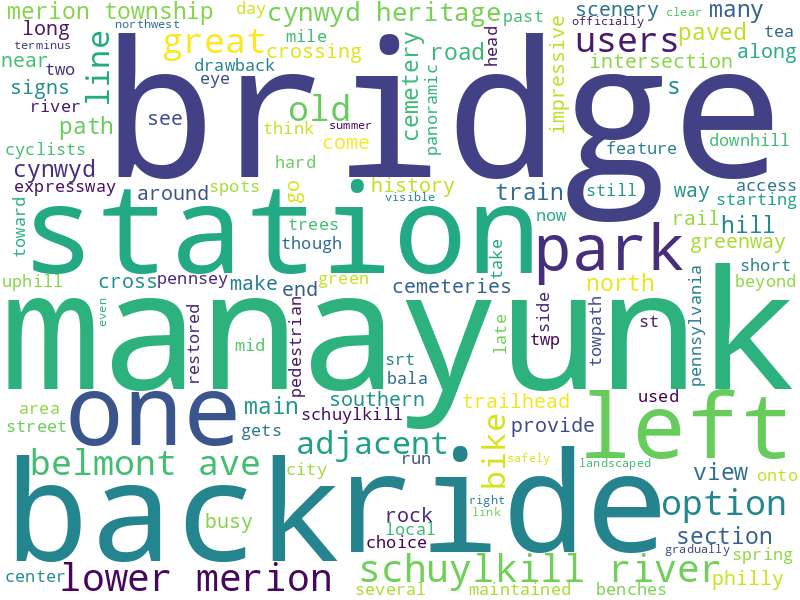 merion township
northwest
day
cynwyd heritage
past
scenery
officially
many
clear
long
terminus
line
great
mile
crossing
road
head
users
paved
tea
near
two
drawback
cemetery
impressive
intersection
along
signs
eye
old
panoramic
s
river
bridge
path
see
think
summer
come
feature
downhill
cyclists
hard
cynwyd
expressway
around
spots
go
history
visible
train
still
way
access
starting
toward
station
trees
though
take
now
park
rail
hill
greenway
uphill
cross
pennsey
make
end
green
cemeteries
north
short
beyond
even
manayunk
restored
mid
pedestrian
late
side
twp
towpath
st
pennsylvania
srt
bala
area
street
one
main
southern
schuylkill
trailhead
used
left
gets
adjacent
bike
provide
belmont ave
city
run
safely
landscaped
view
onto
back
ride
right
link
option
busy
rock
local
choice
section
gradually
spring
center
lower merion
schuylkill river
several
maintained
benches
philly